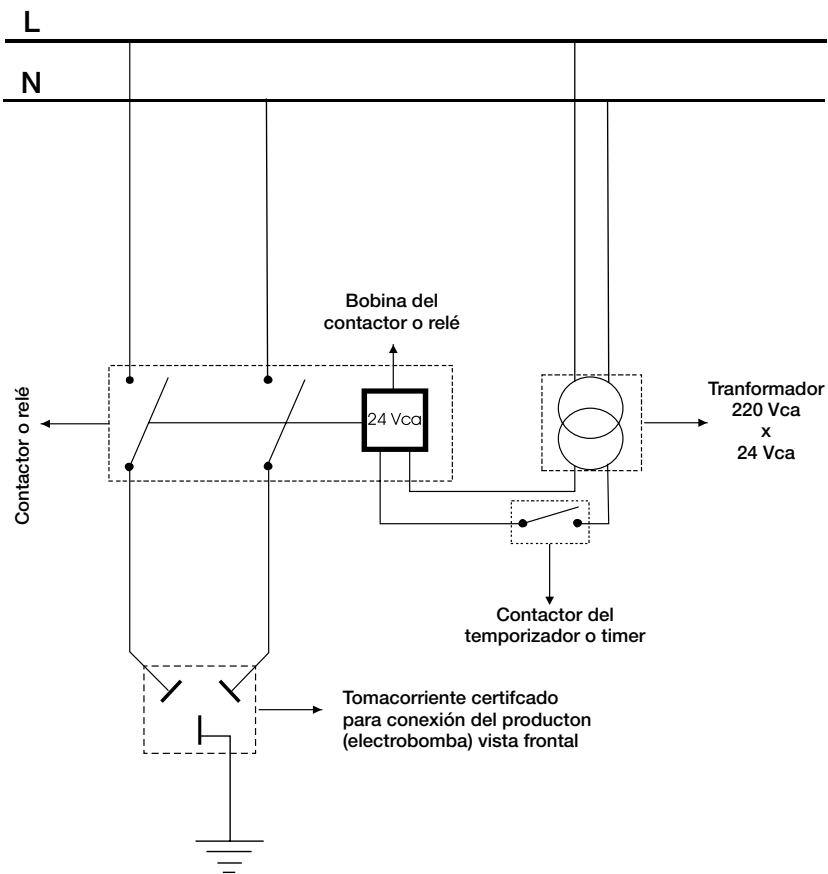 L
N
Bobina del
contactor o relé
24 Vca
Contactor o relé
Tranformador
220 Vca
x
24 Vca
Contactor del
temporizador o timer
Tomacorriente certifcado
para conexión del producton
(electrobomba) vista frontal